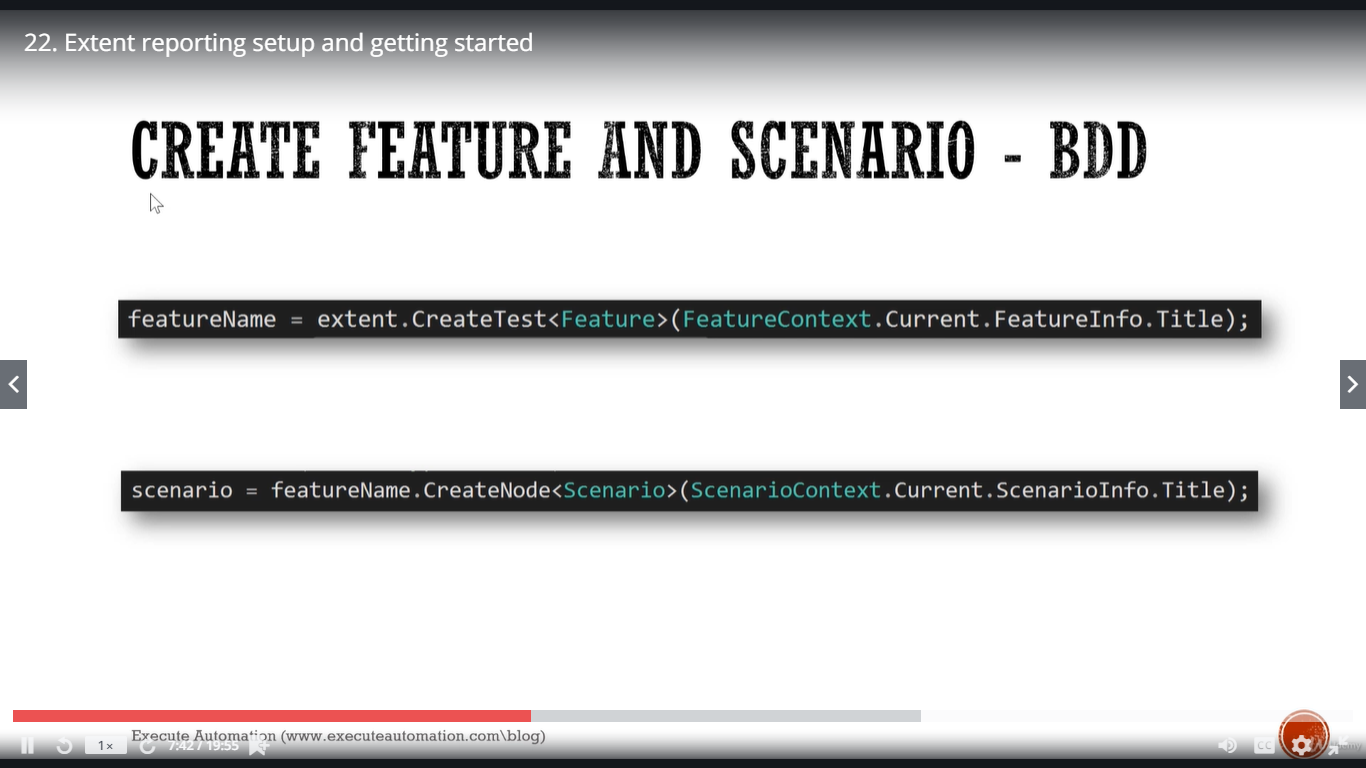 22. Extent reporting setup and getting started
CREATE FEATURE AND SCENARIO - BDD
featureName = extent.CreateTest<Feature>(FeatureContext.Current.FeatureInfo.Title);
scenario = featureName.CreateNode<Scenario>(ScenarioContext.Current.ScenarioInfo.Title);
Execute Automation (www.executeautomation.com\blog)
1× 7:42 / 19:55 CC